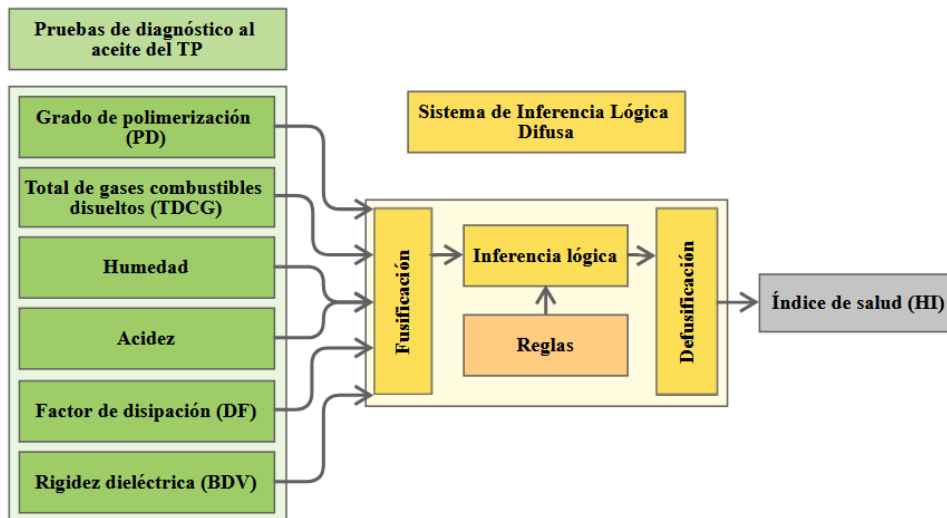 Pruebas de diagnóstico al
aceite del TP
Grado de polimerización
(PD)
Total de gases combustibles
disueltos (TDCG)
Humedad
Acidez
Factor de disipación (DF)
Rigidez dieléctrica (BDV)
Sistema de Inferencia Lógica
Difusa
Fusificación
Inferencia lógica
Reglas
Defusificación
Índice de salud (HI)